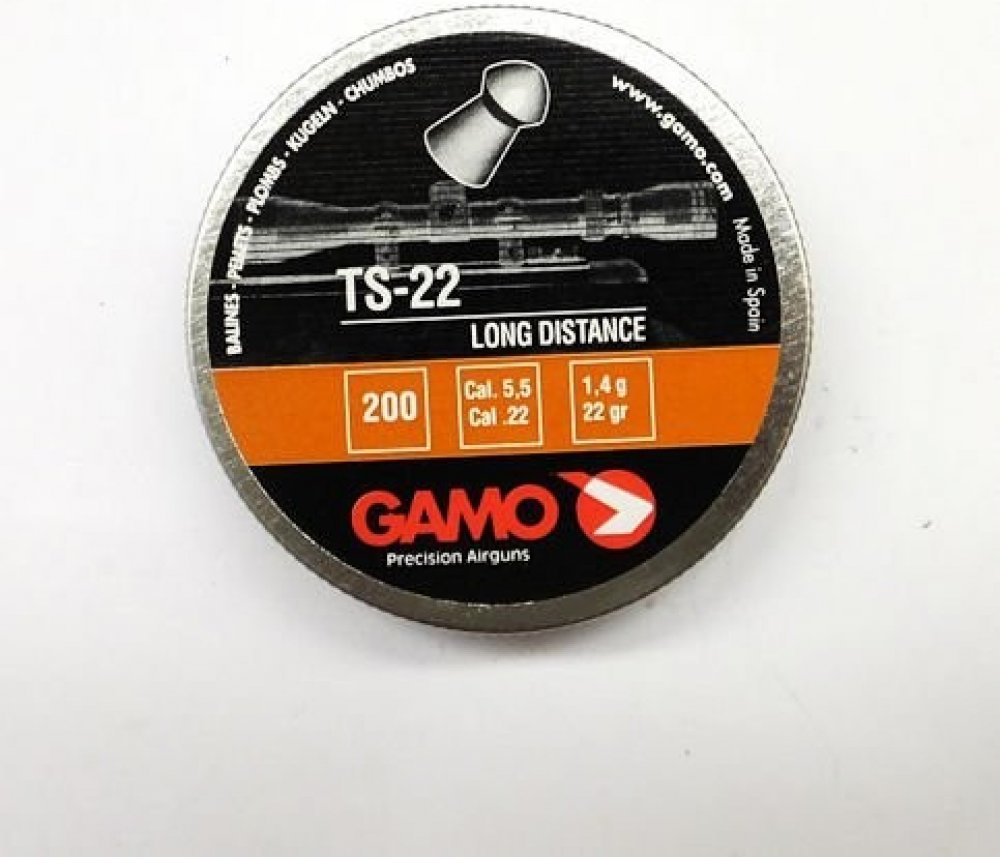 BALINES - PELLETS - PLOMBS - KUGELN - CHUMBOS
www.gamo.com
Made in Spain
TS-22
LONG DISTANCE
200
Cal. 5,5
Cal .22
1,4 g
22 gr
GAMO
Precision Airguns